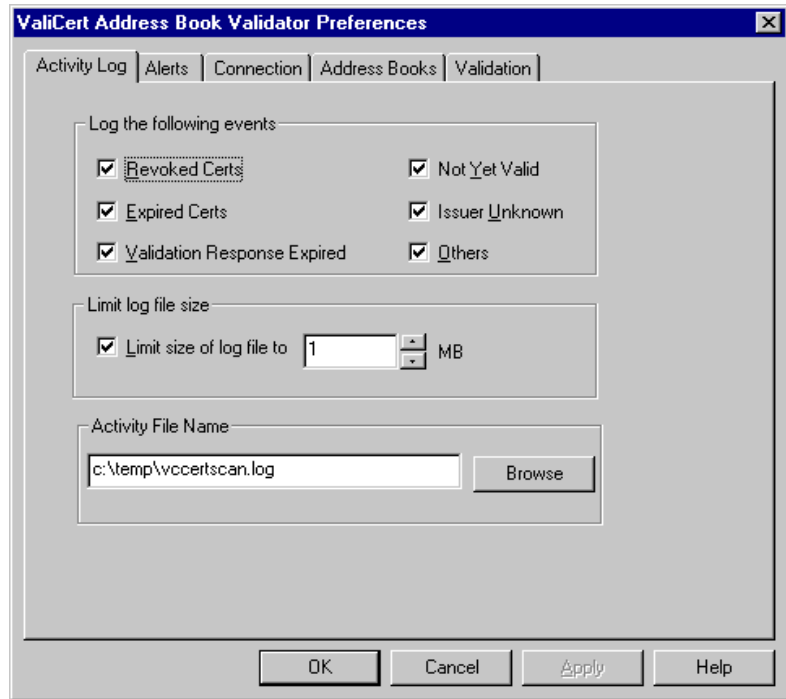 ValiCert Address Book Validator Preferences
Activity Log Alerts Connection Address Books Validation
Log the following events
Revoked Certs Not Yet Valid
Expired Certs Issuer Unknown
Validation Response Expired Others
Limit log file size
Limit size of log file to 1 MB
Activity File Name
c:\temp\vccertscan.log Browse
OK Cancel Apply Help